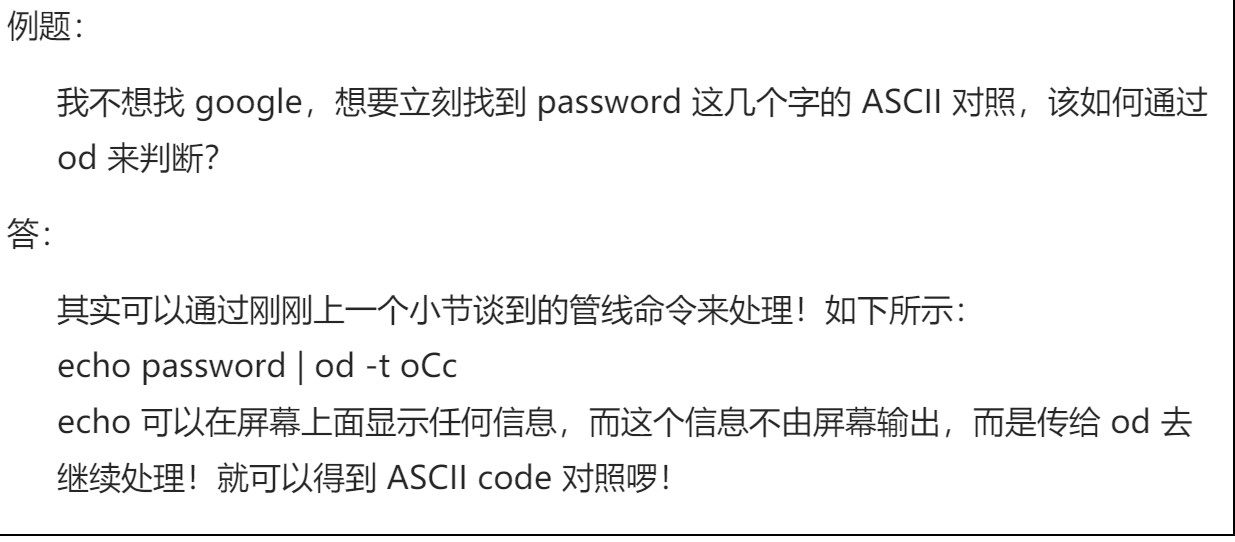 例题：
我不想找 google，想要立刻找到 password 这几个字的 ASCII 对照，该如何通过
od 来判断？
答：
其实可以通过刚刚上一个小节谈到的管线命令来处理！如下所示：
echo password | od -t oCc
echo 可以在屏幕上面显示任何信息，而这个信息不由屏幕输出，而是传给 od 去
继续处理！就可以得到 ASCII code 对照啰！